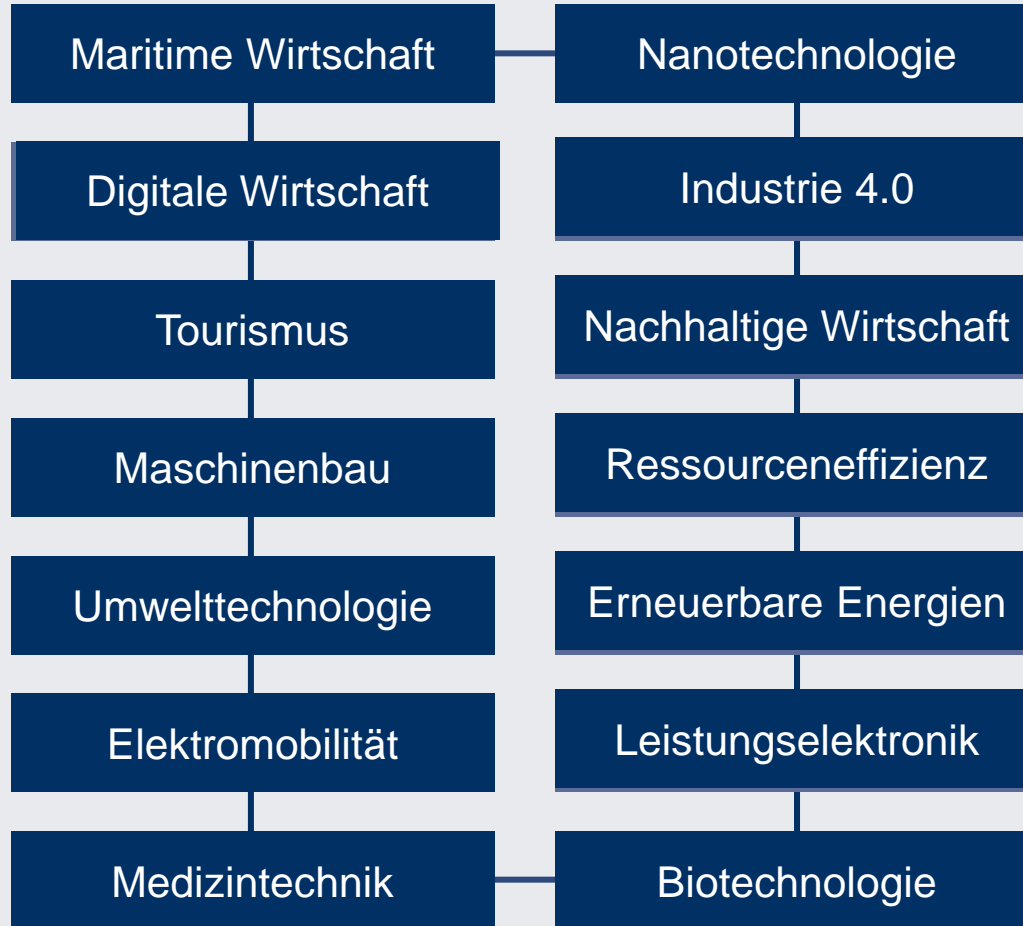 Maritime Wirtschaft
Nanotechnologie
Digitale Wirtschaft
Industrie 4.0
Tourismus
Nachhaltige Wirtschaft
Maschinenbau
Ressourceneffizienz
Umwelttechnologie
Erneuerbare Energien
Elektromobilität
Leistungselektronik
Medizintechnik
Biotechnologie